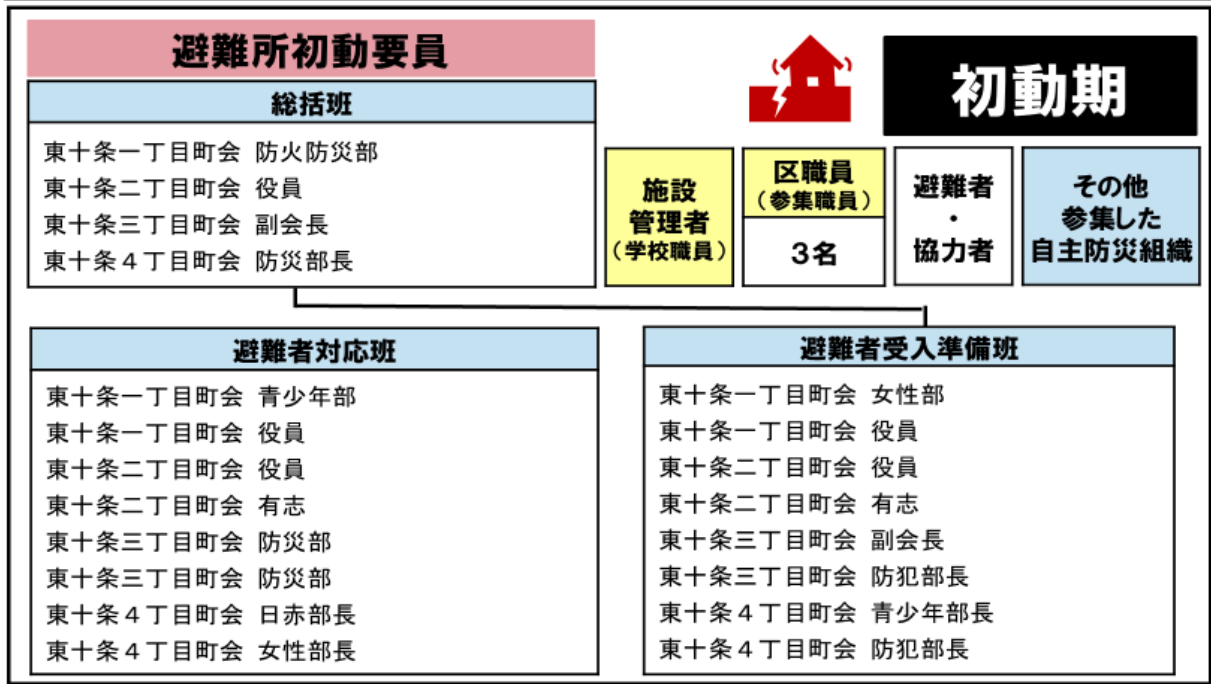 避難所初動要員
初動期
総括班
東十条一丁目町会 防火防災部
東十条二丁目町会 役員
東十条三丁目町会 副会長
東十条４丁目町会 防災部長
施設
管理者
（学校職員）
区職員
（参集職員）
３名
避難者
・
協力者
その他
参集した
自主防災組織
避難者対応班
東十条一丁目町会 青少年部
東十条一丁目町会 役員
東十条二丁目町会 役員
東十条二丁目町会 有志
東十条三丁目町会 防災部
東十条三丁目町会 防災部
東十条４丁目町会 日赤部長
東十条４丁目町会 女性部長
避難者受入準備班
東十条一丁目町会 女性部
東十条一丁目町会 役員
東十条二丁目町会 役員
東十条二丁目町会 有志
東十条三丁目町会 副会長
東十条三丁目町会 防犯部長
東十条４丁目町会 青少年部長
東十条４丁目町会 防犯部長